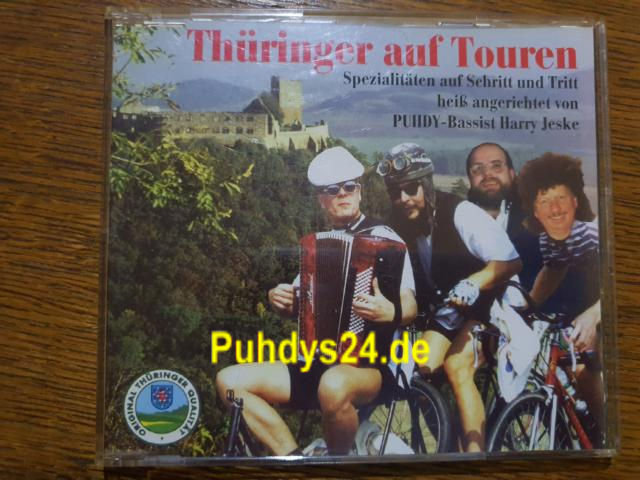 Thüringer auf Touren
Spezialitäten auf Schritt und Tritt
heiß angerichtet von
PUHDY-Bassist Harry Jeske
Puhdys24.de
ORIGINAL THÜRINGER QUALITÄT